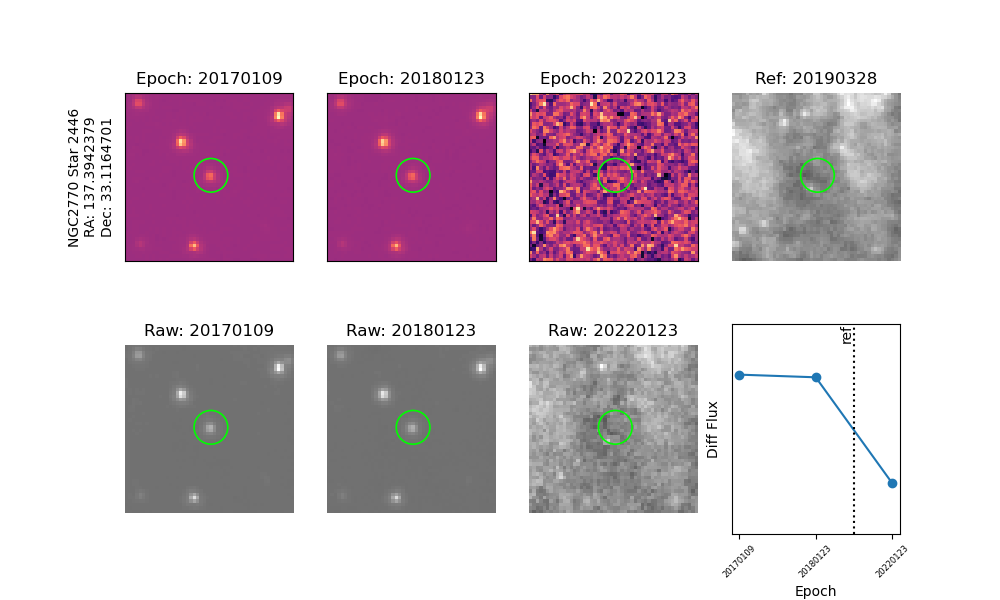 Epoch: 20170109
Epoch: 20180123
Epoch: 20220123
Ref: 20190328
NGC2770 Star 2446
RA: 137.3942379
Dec: 33.1164701
Raw: 20170109
Raw: 20180123
Raw: 20220123
ref
Diff Flux
20170109
20180123
20220123
Epoch